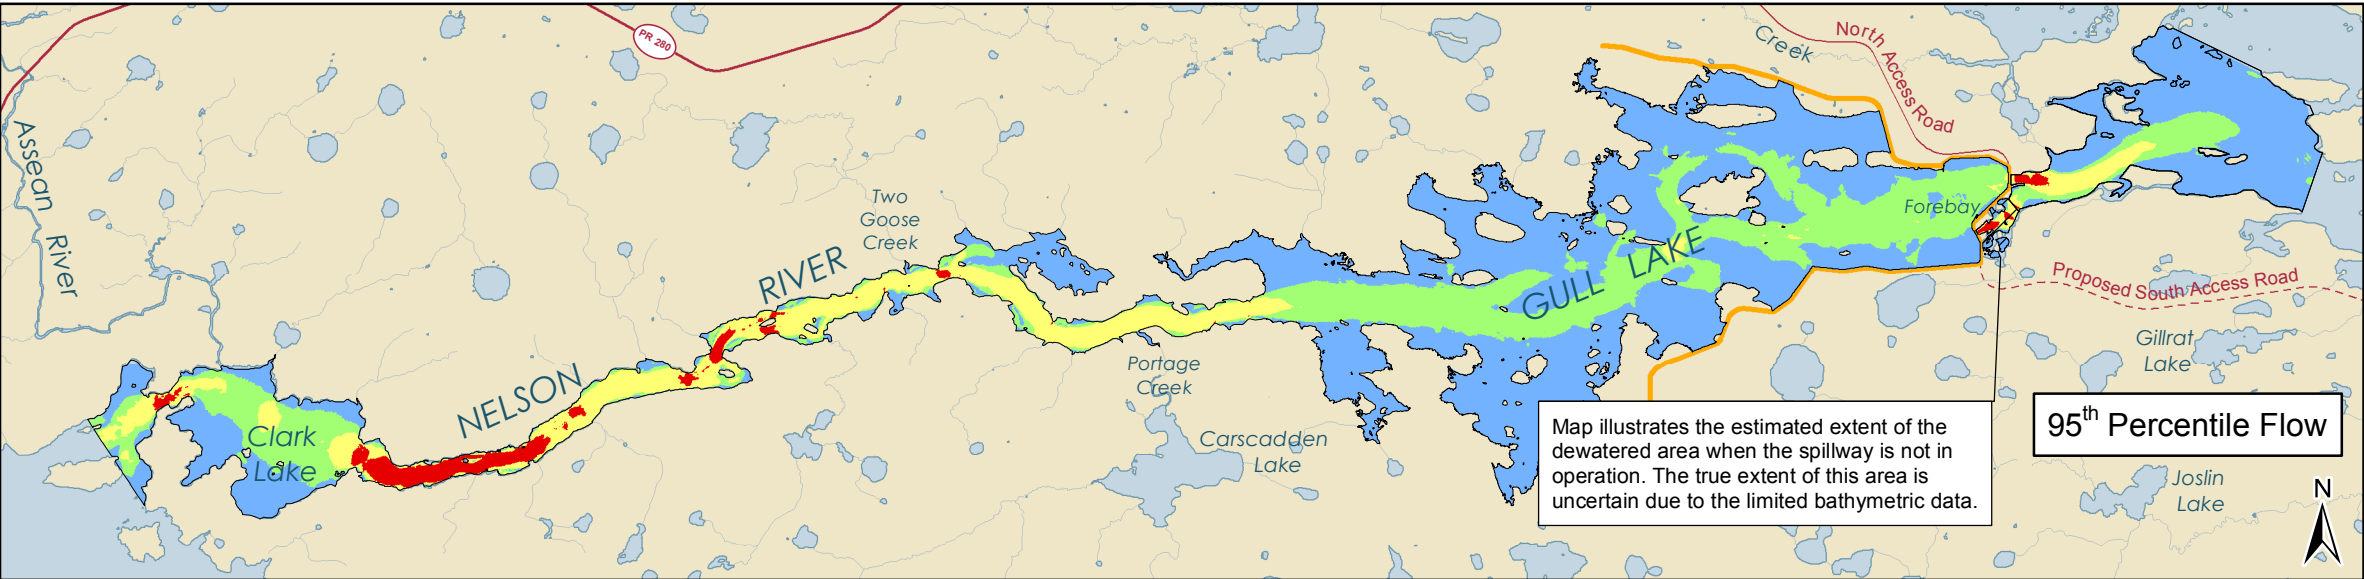 PR 280
Creek
North Access Road
Assean River
Two
Goose
Creek
RIVER
Forebay
GULL LAKE
Proposed South Access Road
NELSON
Portage
Creek
Gillrat
Lake
Clark
Lake
Carscadden
Lake
Map illustrates the estimated extent of the
dewatered area when the spillway is not in
operation. The true extent of this area is
uncertain due to the limited bathymetric data.
95th Percentile Flow
Joslin
Lake
N